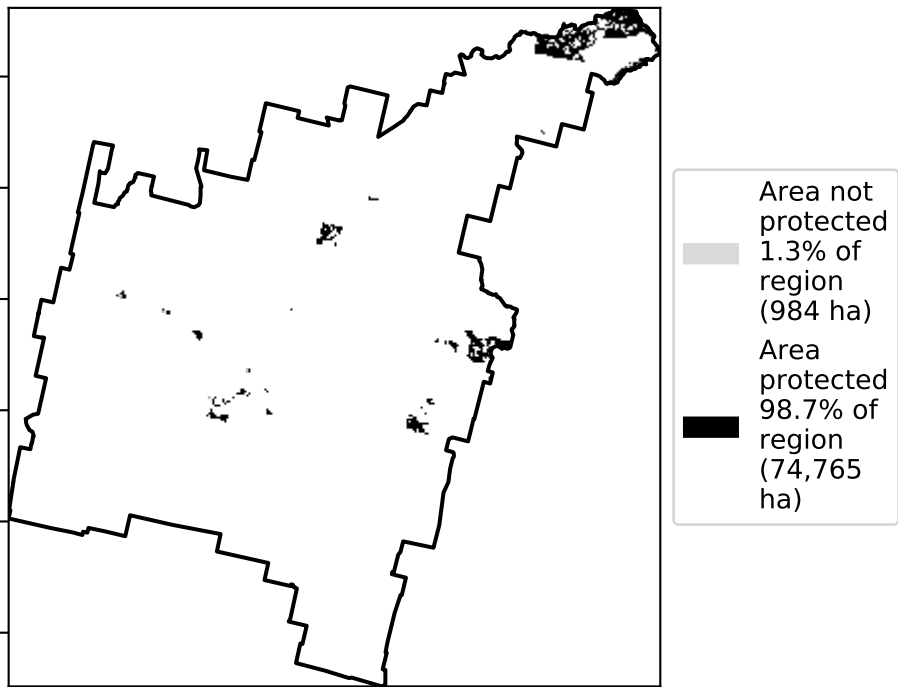 Area not
protected
1.3% of
region
(984 ha)
Area
protected
98.7% of
region
(74,765
ha)